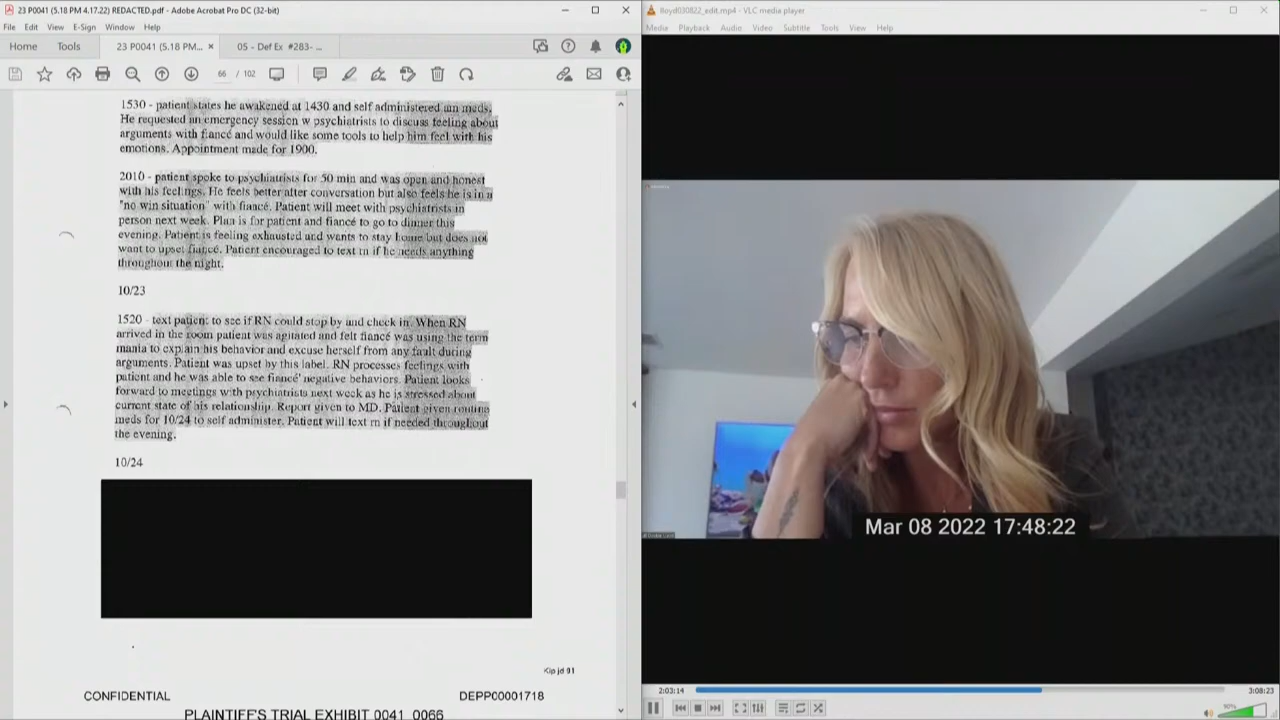 23 P0041 (5.18 PM 4.17.22) REDACTED.pdf - Adobe Acrobat Pro DC (32-bit)
File Edit View E-Sign Window Help
Home Tools 23 P0041 (5.18 PM... × 05 - Def Ex #283- ...
66 / 102
1530 - patient states he awakened at 1430 and self administered am meds.
He requested an emergency session w psychiatrists to discuss feeling about
arguments with fiancé and would like some tools to help him feel with his
emotions. Appointment made for 1900.
2010 - patient spoke to psychiatrists for 50 min and was open and honest
with his feelings. He feels better after conversation but also feels he is in a
"no win situation" with fiancé. Patient will meet with psychiatrists in
person next week. Plan is for patient and fiancé to go to dinner this
evening. Patient is feeling exhausted and wants to stay home but does not
want to upset fiancé. Patient encouraged to text rn if he needs anything
throughout the night.
10/23
1520 - text patient to see if RN could stop by and check in. When RN
arrived in the room patient was agitated and felt fiancé was using the term
mania to explain his behavior and excuse herself from any fault during
arguments. Patient was upset by this label. RN processes feelings with
patient and he was able to see fiancé' negative behaviors. Patient looks
forward to meetings with psychiatrists next week as he is stressed about
current state of his relationship. Report given to MD. Patient given routine
meds for 10/24 to self administer. Patient will text rn if needed throughout
the evening.
10/24
Kipjd 91
CONFIDENTIAL DEPP00001718
PLAINTIFF'S TRIAL EXHIBIT 0041_0066
lloyd030822_edit.mp4 - VLC media player
Media Playback Audio Video Subtitle Tools View Help
Mar 08 2022 17:48:22
2:03:14 3:08:23
90%